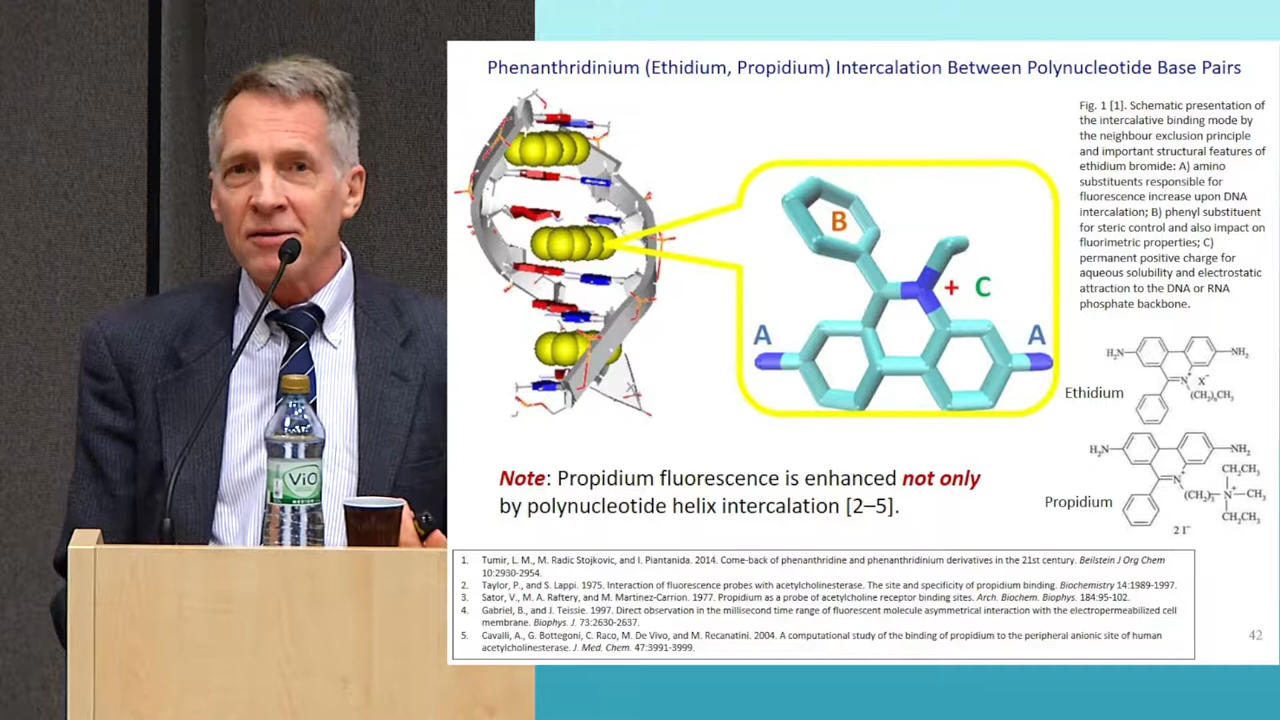 Phenanthridinium (Ethidium, Propidium) Intercalation Between Polynucleotide Base Pairs
Fig. 1 [1]. Schematic presentation of
the intercalative binding mode by
the neighbour exclusion principle
and important structural features of
ethidium bromide: A) amino
substituents responsible for
fluorescence increase upon DNA
intercalation; B) phenyl substituent
for steric control and also impact on
fluorimetric properties; C)
permanent positive charge for
aqueous solubility and electrostatic
attraction to the DNA or RNA
phosphate backbone.
B
+ C
A
A
H₂N
NH₂
N⁺
X⁻
Ethidium
H₂N
NH₂
CH₂CH₃
Propidium
N⁺
N⁺
CH₃
CH₂CH₃
2 I⁻
Note: Propidium fluorescence is enhanced not only
by polynucleotide helix intercalation [2–5].
ViO
1. Tumir, L. M., M. Radic Stojkovic, and I. Piantanida. 2014. Come-back of phenanthridine and phenanthridinium derivatives in the 21st century. Beilstein J Org Chem
10:2930-2954.
2. Taylor, P., and S. Lappi. 1975. Interaction of fluorescence probes with acetylcholinesterase. The site and specificity of propidium binding. Biochemistry 14:1989-1997.
3. Sator, V., M. A. Raftery, and M. Martinez-Carrion. 1977. Propidium as a probe of acetylcholine receptor binding sites. Arch. Biochem. Biophys. 184:95-102.
4. Gabriel, B., and J. Teissie. 1997. Direct observation in the millisecond time range of fluorescent molecule asymmetrical interaction with the electropermeabilized cell
membrane. Biophys. J. 73:2630-2637.
5. Cavalli, A., G. Bottegoni, C. Raco, M. De Vivo, and M. Recanatini. 2004. A computational study of the binding of propidium to the peripheral anionic site of human
acetylcholinesterase. J. Med. Chem. 47:3991-3999.
42